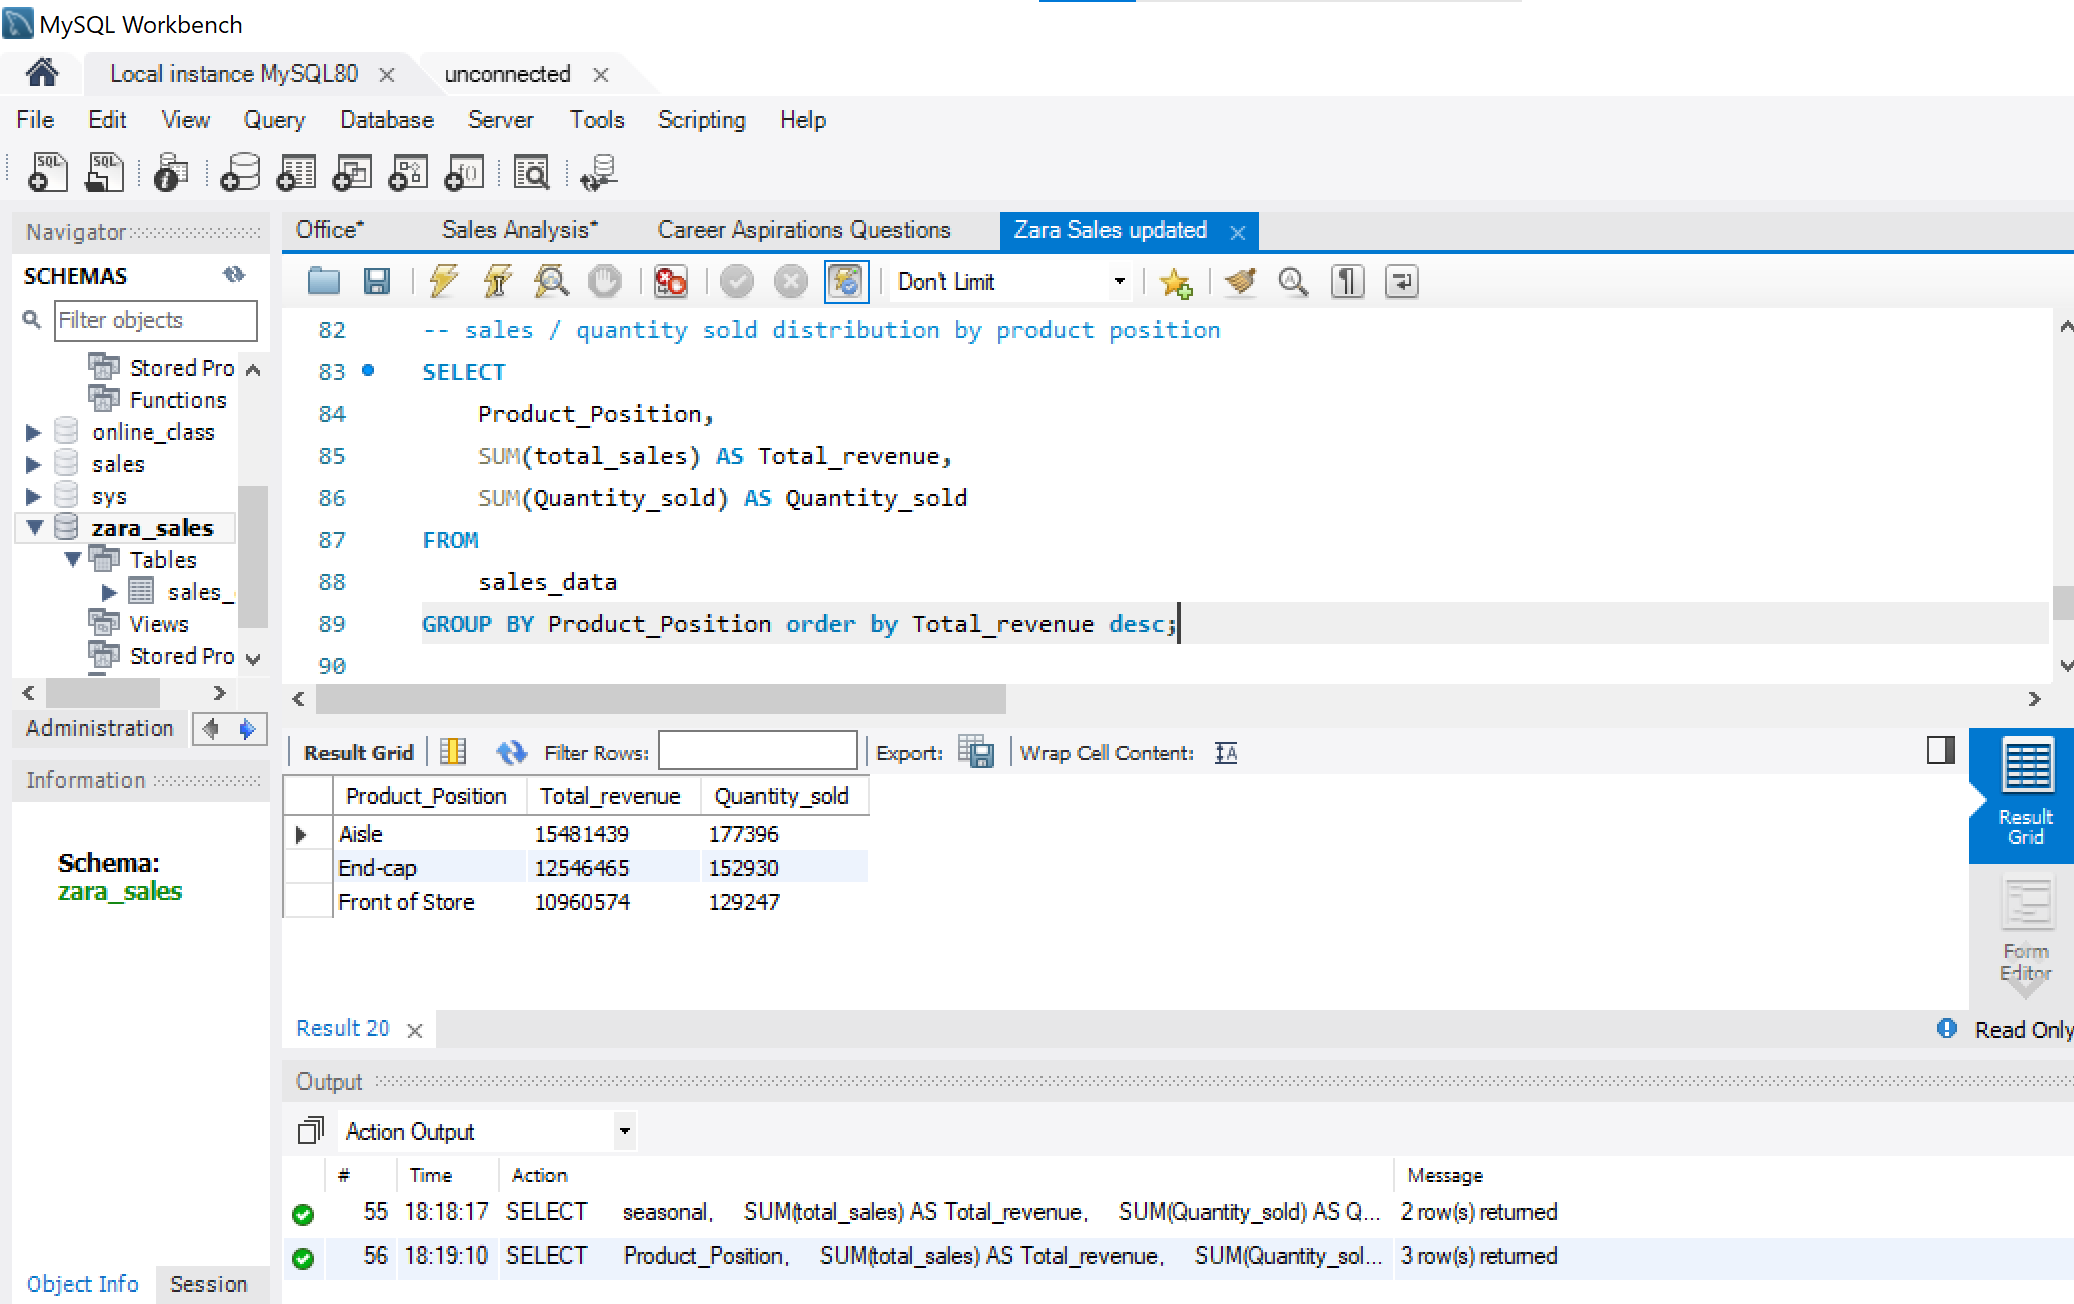 MySQL Workbench
Local instance MySQL80
unconnected
File Edit View Query Database Server Tools Scripting Help
Navigator
SCHEMAS
Filter objects
Stored Pro
Functions
online_class
sales
sys
zara_sales
Tables
sales_
Views
Stored Pro
Administration
Information
Schema:
zara_sales
Object Info Session
Office* Sales Analysis* Career Aspirations Questions Zara Sales updated
Don't Limit
82 -- sales / quantity sold distribution by product position
83 SELECT
84 Product_Position,
85 SUM(total_sales) AS Total_revenue,
86 SUM(Quantity_sold) AS Quantity_sold
87 FROM
88 sales_data
89 GROUP BY Product_Position order by Total_revenue desc;
90
Result Grid Filter Rows: Export: Wrap Cell Content:
Product_Position Total_revenue Quantity_sold
Aisle 15481439 177396
End-cap 12546465 152930
Front of Store 10960574 129247
Result Grid
Form Editor
Result 20
Read Only
Output
Action Output
# Time Action Message
55 18:18:17 SELECT seasonal, SUM(total_sales) AS Total_revenue, SUM(Quantity_sold) AS Q... 2 row(s) returned
56 18:19:10 SELECT Product_Position, SUM(total_sales) AS Total_revenue, SUM(Quantity_sol... 3 row(s) returned